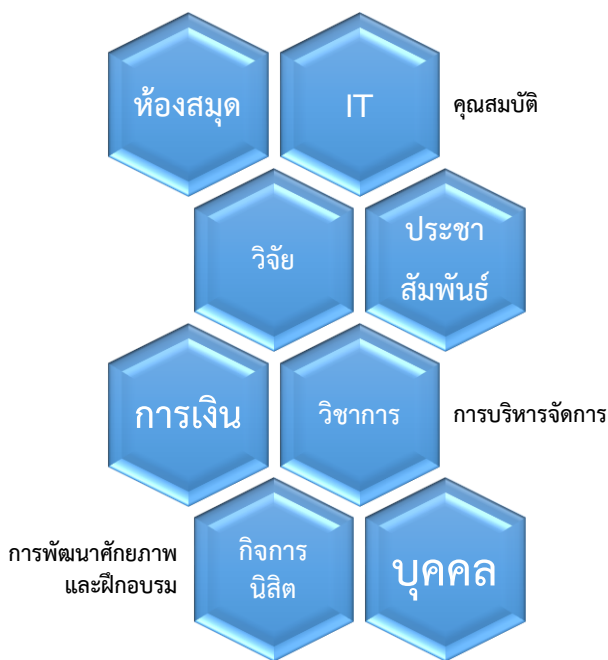 ห้องสมุด
IT
คุณสมบัติ
วิจัย
ประชา
สัมพันธ์
การเงิน
วิชาการ
การบริหารจัดการ
การพัฒนาศักยภาพ
และฝึกอบรม
กิจการ
นิสิต
บุคคล